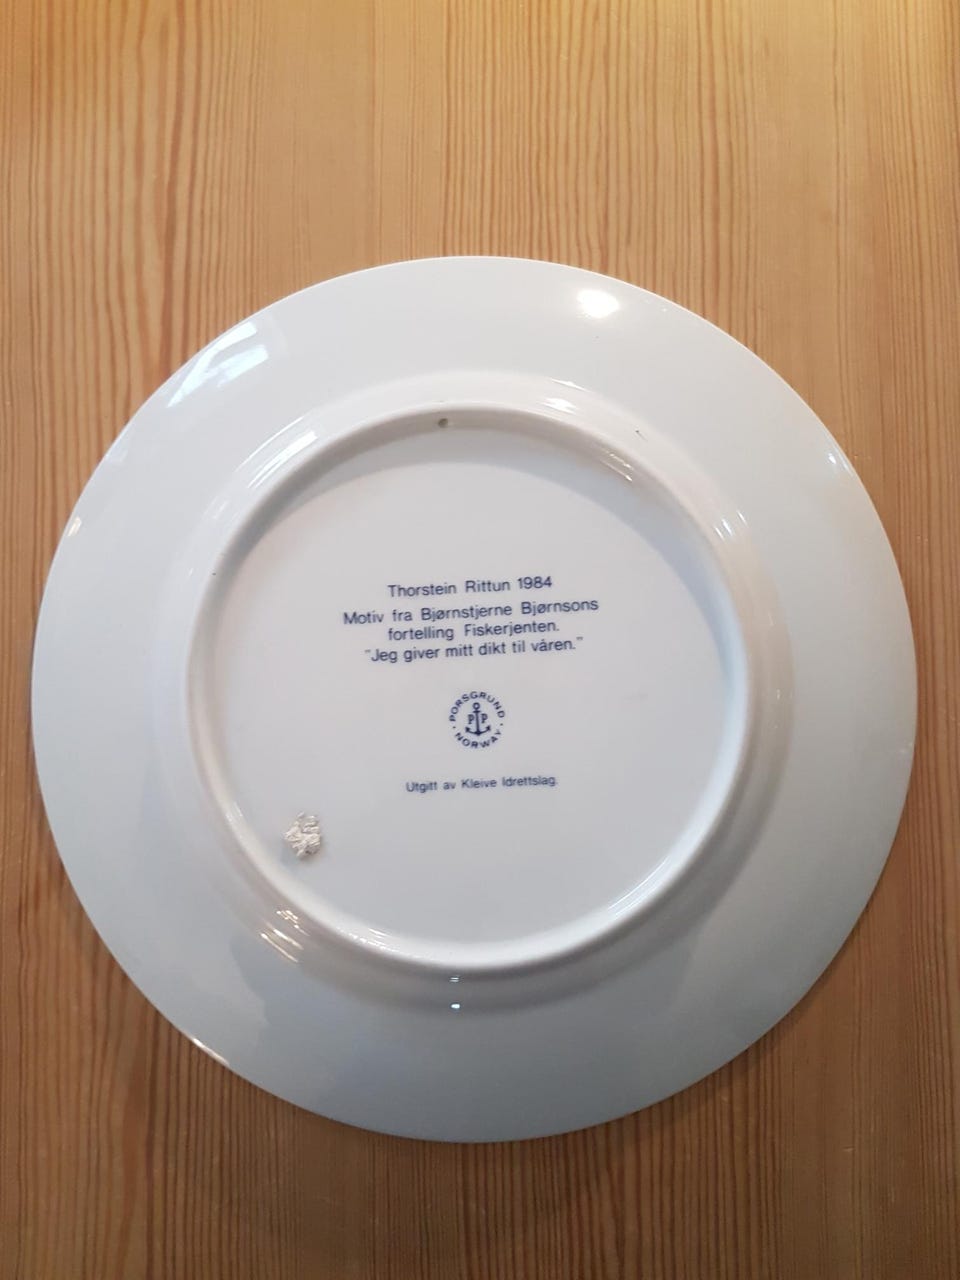 Thorstein Rittun 1984
Motiv fra Bjørnstjerne Bjørnsons
fortelling Fiskerjenten.
"Jeg giver mitt dikt til våren."
PORSGRUND
P P
NORWAY
Utgitt av Kleive Idrettslag.